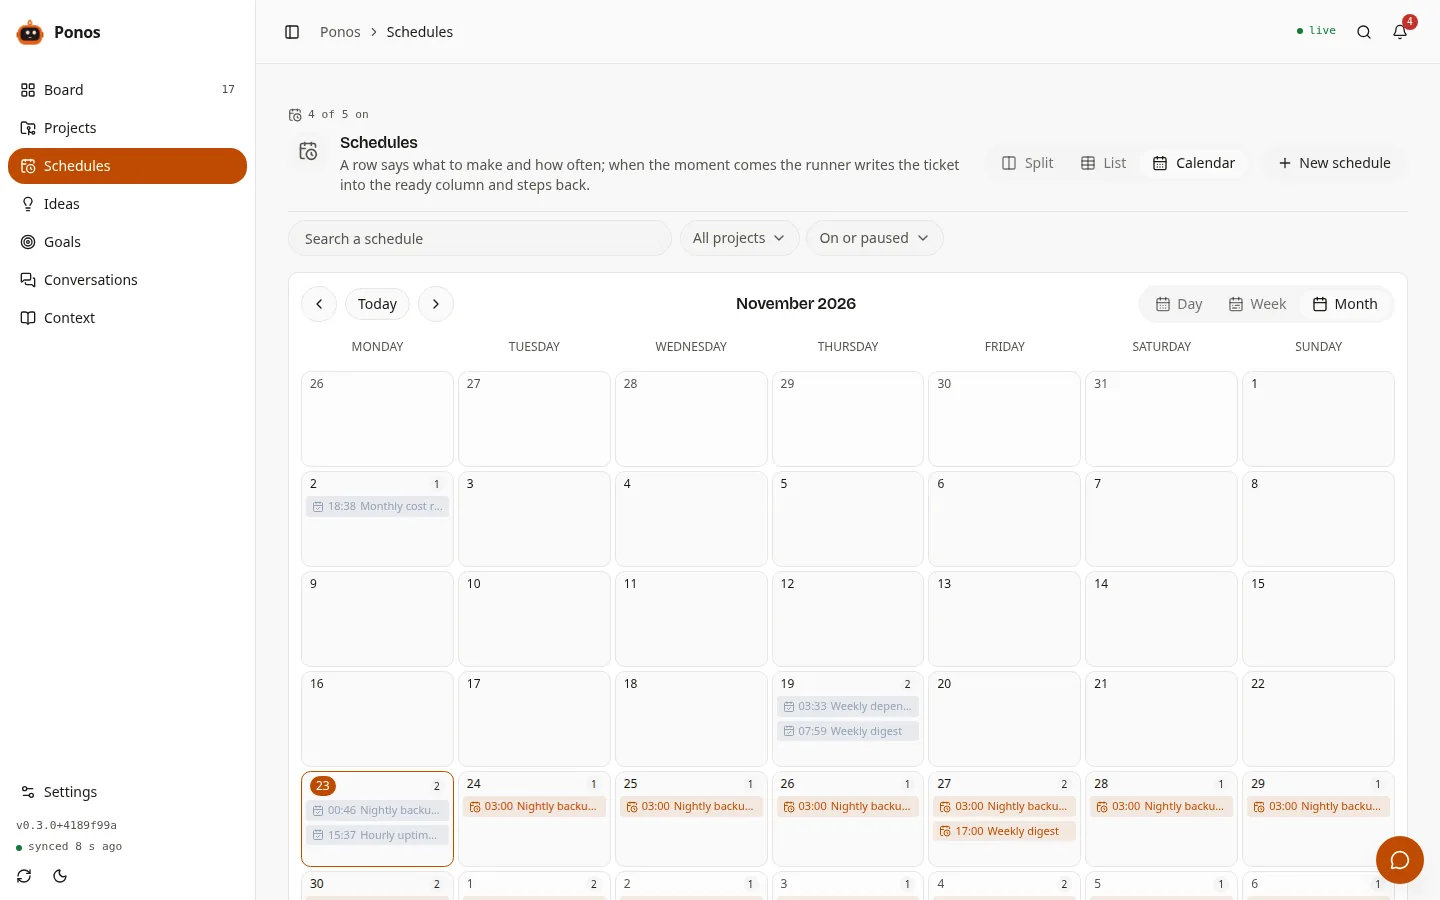 Ponos
Board 17
Projects
Schedules
Ideas
Goals
Conversations
Context
Settings
v0.3.0+4189f99a
synced 8 s ago
Ponos > Schedules
live
4
4 of 5 on
Schedules
A row says what to make and how often; when the moment comes the runner writes the ticket
into the ready column and steps back.
Split List Calendar
New schedule
Search a schedule
All projects
On or paused
Today
November 2026
Day Week Month
MONDAY TUESDAY WEDNESDAY THURSDAY FRIDAY SATURDAY SUNDAY
26 27 28 29 30 31 1
2 1 3 4 5 6 7 8
18:38 Monthly cost r...
9 10 11 12 13 14 15
16 17 18 19 2 20 21 22
03:33 Weekly depen...
07:59 Weekly digest
23 2 24 1 25 1 26 1 27 2 28 1 29 1
00:46 Nightly backu... 03:00 Nightly backu... 03:00 Nightly backu... 03:00 Nightly backu... 03:00 Nightly backu... 03:00 Nightly backu... 03:00 Nightly backu...
15:37 Hourly uptim... 17:00 Weekly digest
30 2 1 2 2 1 3 1 4 2 5 1 6 1